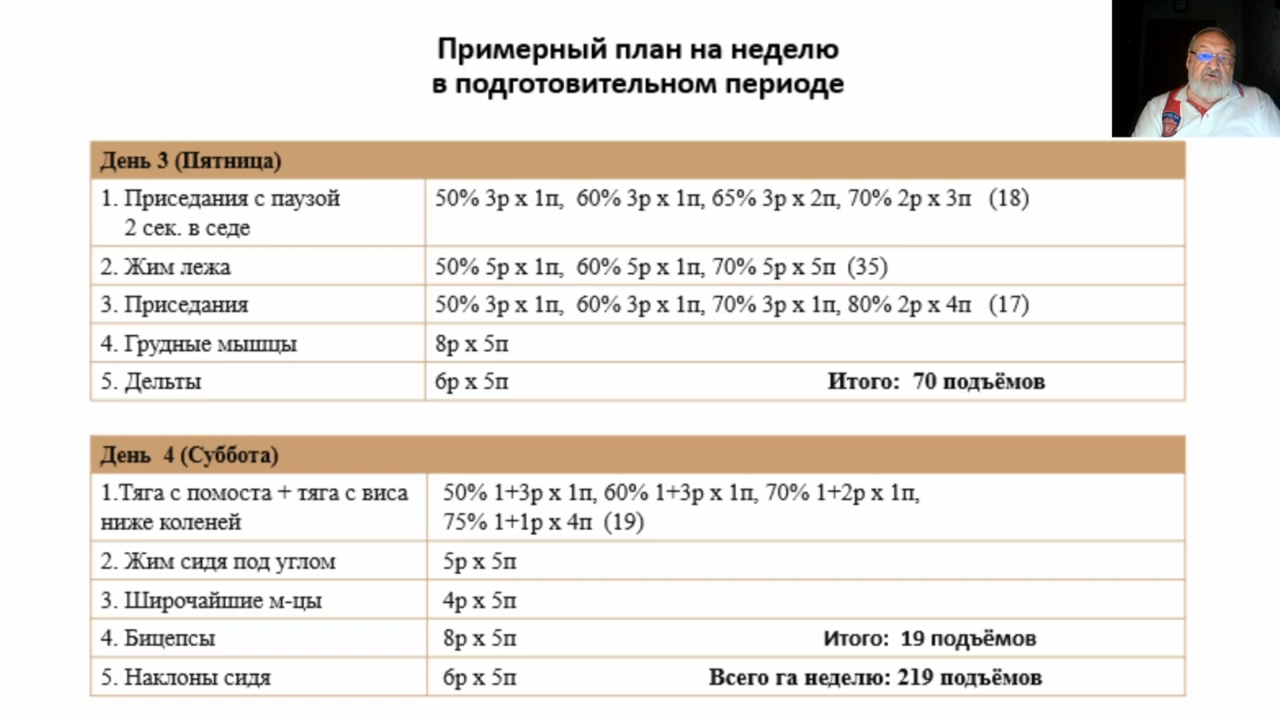 Примерный план на неделю
в подготовительном периоде
День 3 (Пятница)
1. Приседания с паузой
2 сек. в седе
50% 3р х 1п, 60% 3р х 1п, 65% 3р х 2п, 70% 2р х 3п (18)
2. Жим лежа
50% 5р х 1п, 60% 5р х 1п, 70% 5р х 5п (35)
3. Приседания
50% 3р х 1п, 60% 3р х 1п, 70% 3р х 1п, 80% 2р х 4п (17)
4. Грудные мышцы
8р х 5п
5. Дельты
6р х 5п Итого: 70 подъёмов
День 4 (Суббота)
1.Тяга с помоста + тяга с виса
ниже коленей
50% 1+3р х 1п, 60% 1+3р х 1п, 70% 1+2р х 1п,
75% 1+1р х 4п (19)
2. Жим сидя под углом
5р х 5п
3. Широчайшие м-цы
4р х 5п
4. Бицепсы
8р х 5п Итого: 19 подъёмов
5. Наклоны сидя
6р х 5п Всего га неделю: 219 подъёмов